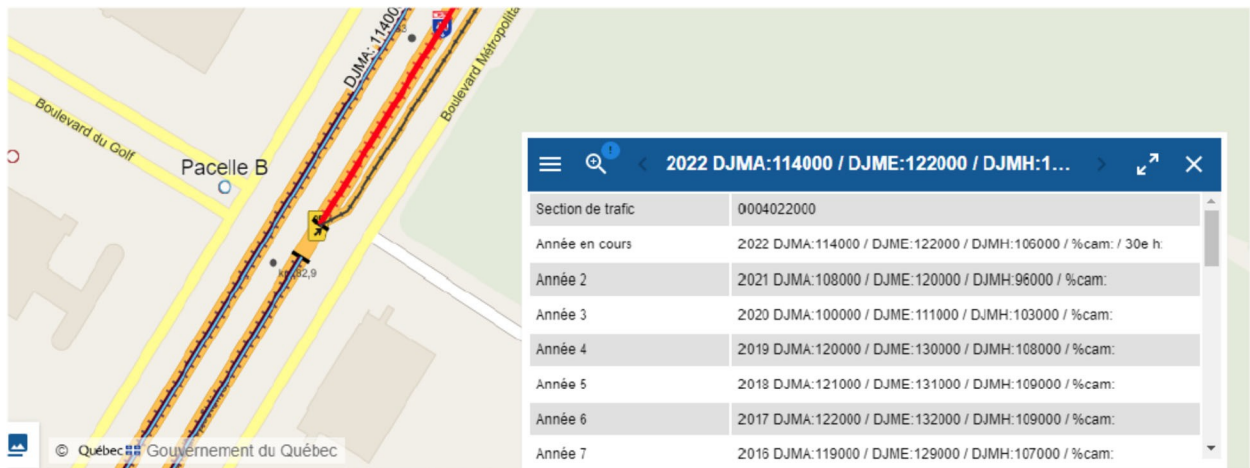 DJMA: 11400
Boulevard Métropolita
Boulevard du Golf
Pacelle B
km 82,9
© Québec Gouvernement du Québec
2022 DJMA:114000 / DJME:122000 / DJMH:1...
Section de trafic 0004022000
Année en cours 2022 DJMA:114000 / DJME:122000 / DJMH:106000 / %cam: / 30e h:
Année 2 2021 DJMA:108000 / DJME:120000 / DJMH:96000 / %cam:
Année 3 2020 DJMA:100000 / DJME:111000 / DJMH:103000 / %cam:
Année 4 2019 DJMA:120000 / DJME:130000 / DJMH:108000 / %cam:
Année 5 2018 DJMA:121000 / DJME:131000 / DJMH:109000 / %cam:
Année 6 2017 DJMA:122000 / DJME:132000 / DJMH:109000 / %cam:
Année 7 2016 DJMA:119000 / DJME:129000 / DJMH:107000 / %cam: